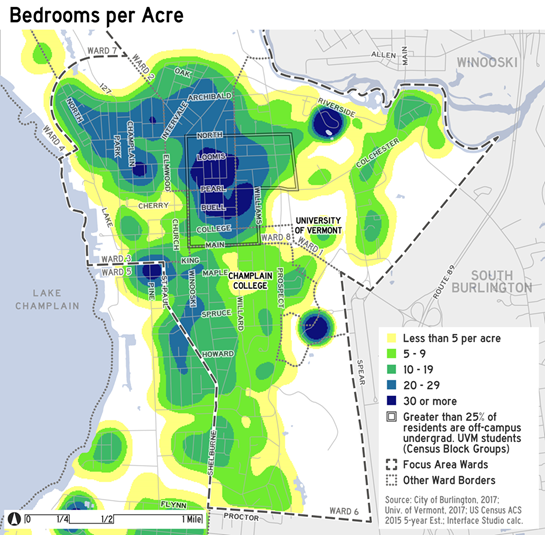 Bedrooms per Acre
WARD 7
ALLEN
MAIN
WINOOSKI
WARD 2
OAK
127
NORTH
ARCHIBALD
INTERVALE
RIVERSIDE
WARD 4
PARK
CHAMPLAIN
NORTH
LOOMIS
COLCHESTER
ELMWOOD
PEARL
WILLIAMS
CHERRY
BUELL
LAKE
CHURCH
COLLEGE
UNIVERSITY
OF VERMONT
WARD 8
WARD 1
MAIN
WARD 3
WARD 5
KING
MAPLE
CHAMPLAIN
COLLEGE
PROSPECT
ROUTE 89
SOUTH
BURLINGTON
LAKE
CHAMPLAIN
PINE
ST PAUL
WINOOSKI
SPRUCE
WILLARD
HOWARD
SPEAR
SHELBURNE
FLYNN
PROCTOR
WARD 6
Less than 5 per acre
5 - 9
10 - 19
20 - 29
30 or more
Greater than 25% of
residents are off-campus
undergrad. UVM students
(Census Block Groups)
Focus Area Wards
Other Ward Borders
Source: City of Burlington, 2017;
Univ. of Vermont, 2017; US Census ACS
2015 5-year Est.; Interface Studio calc.
0 1/4 1/2 1 Mile